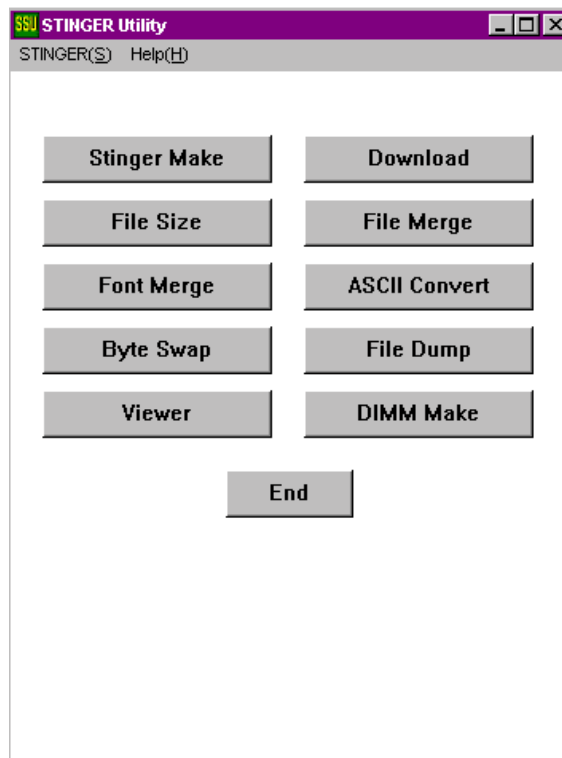 SSU STINGER Utility
STINGER(S) Help(H)
Stinger Make Download
File Size File Merge
Font Merge ASCII Convert
Byte Swap File Dump
Viewer DIMM Make
End